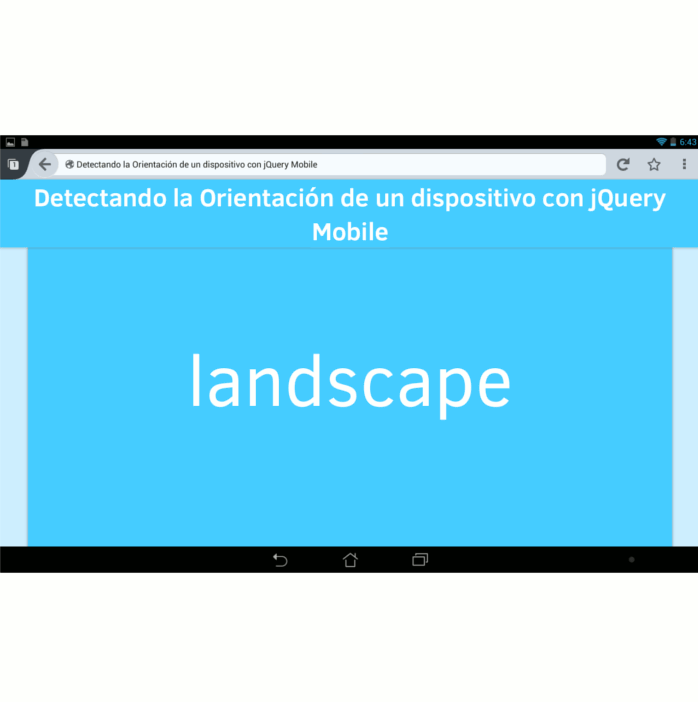 6:43
1
Detectando la Orientación de un dispositivo con jQuery Mobile
Detectando la Orientación de un dispositivo con jQuery
Mobile
landscape